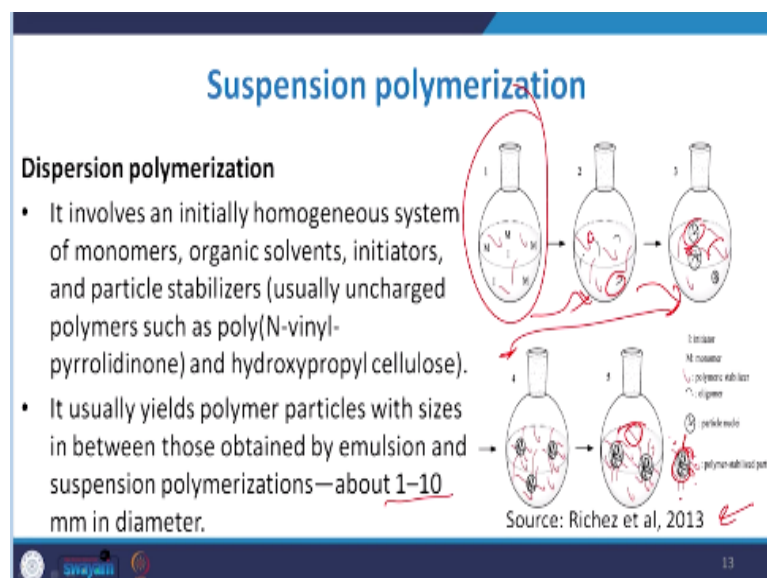 Suspension polymerization
Dispersion polymerization
• It involves an initially homogeneous system
of monomers, organic solvents, initiators,
and particle stabilizers (usually uncharged
polymers such as poly(N-vinyl-
pyrrolidinone) and hydroxypropyl cellulose).
• It usually yields polymer particles with sizes
in between those obtained by emulsion and
suspension polymerizations—about 1–10
mm in diameter.
1
2
3
M M M
I
I M
I: initiator
M: monomer
: polymeric stabilizer
: oligomer
: particle nuclei
4
5
: polymer-stabilized part
Source: Richez et al, 2013
swayam
13